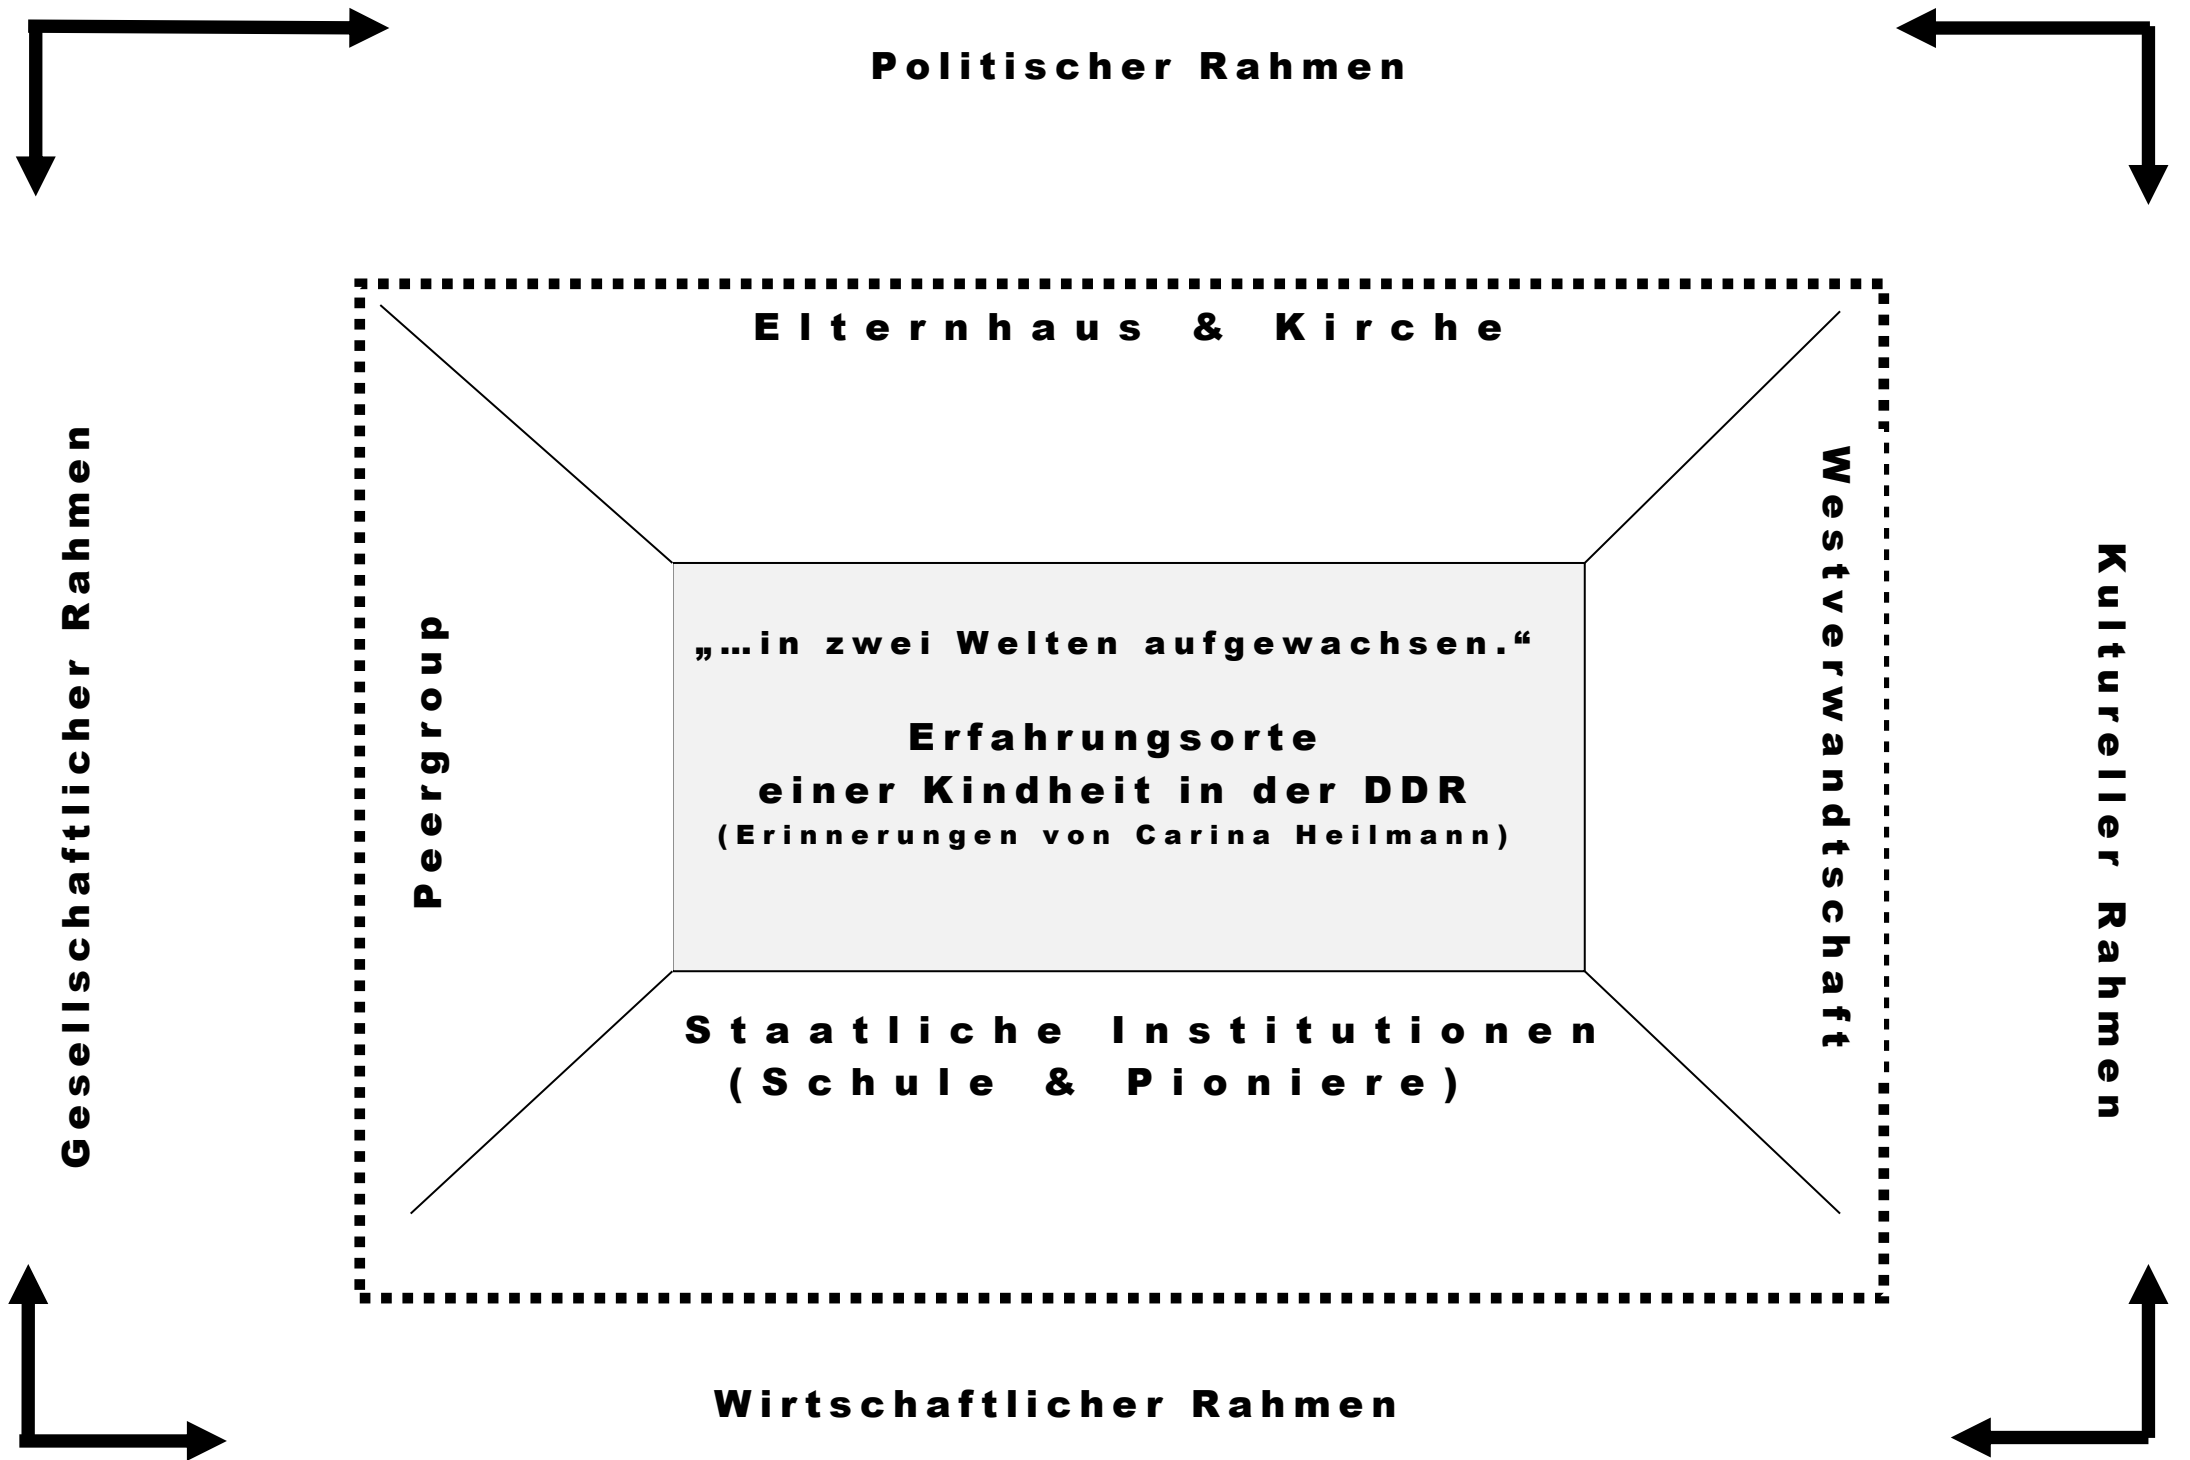 Politischer Rahmen
Elternhaus & Kirche
Gesellschaftlicher Rahmen
Peergroup
„…in zwei Welten aufgewachsen.“
Erfahrungsorte
einer Kindheit in der DDR
(Erinnerungen von Carina Heilmann)
Westverwandtschaft
Kultureller Rahmen
Staatliche Institutionen
(Schule & Pioniere)
Wirtschaftlicher Rahmen